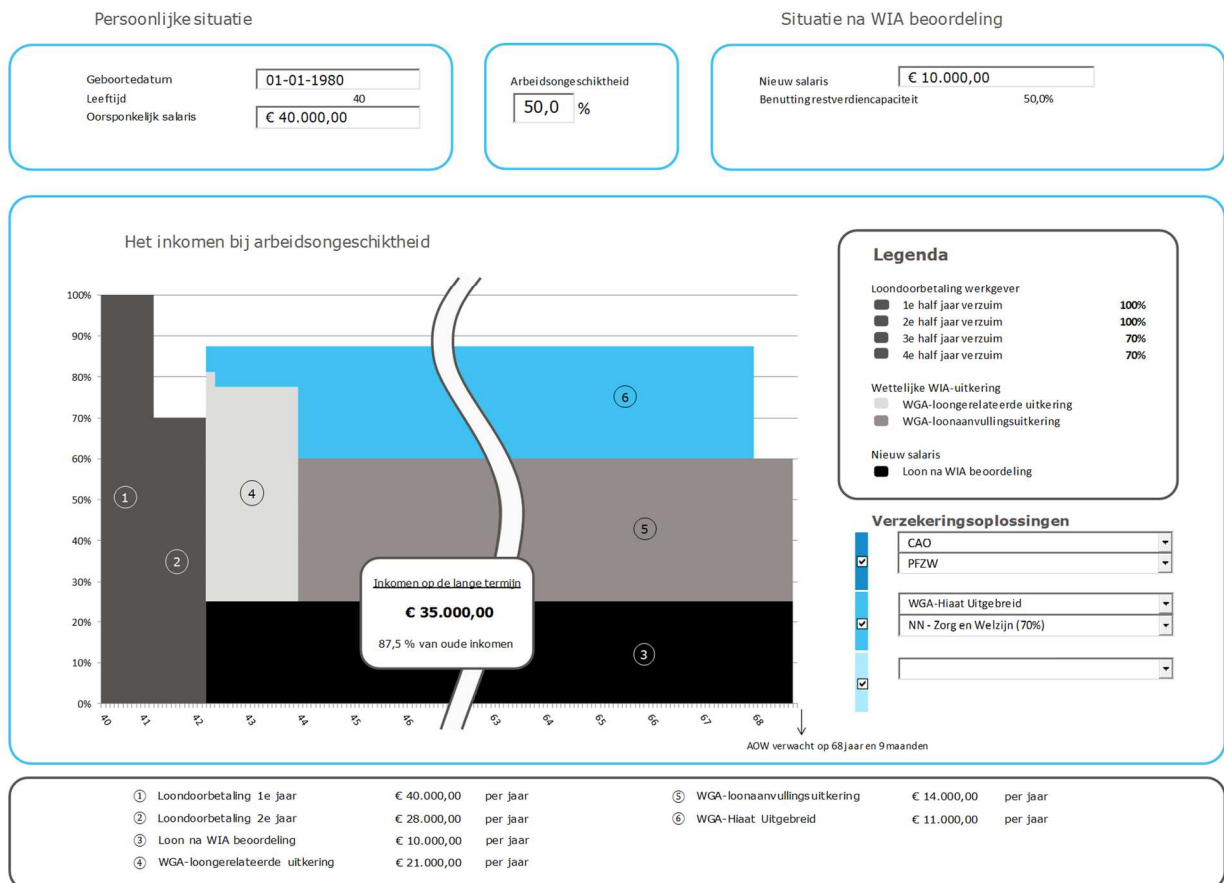 Persoonlijke situatie
Situatie na WIA beoordeling
Geboortedatum 01-01-1980
Leeftijd 40
Oorsponkelijk salaris € 40.000,00
Arbeidsongeschiktheid
50,0 %
Nieuw salaris € 10.000,00
Benutting restverdiencapaciteit 50,0%
Het inkomen bij arbeidsongeschiktheid
100%
90%
80%
70%
60%
50%
40%
30%
20%
10%
0%
40 41 42 43 44 45 46 63 64 65 66 67 68
1
2
3
4
5
6
Inkomen op de lange termijn
€ 35.000,00
87,5 % van oude inkomen
AOW verwacht op 68 jaar en 9 maanden
Legenda
Loondoorbetaling werkgever
1e half jaar verzuim 100%
2e half jaar verzuim 100%
3e half jaar verzuim 70%
4e half jaar verzuim 70%
Wettelijke WIA-uitkering
WGA-loongerelateerde uitkering
WGA-loonaanvullingsuitkering
Nieuw salaris
Loon na WIA beoordeling
Verzekeringsoplossingen
CAO
PFZW
WGA-Hiaat Uitgebreid
NN - Zorg en Welzijn (70%)
1 Loondoorbetaling 1e jaar € 40.000,00 per jaar
2 Loondoorbetaling 2e jaar € 28.000,00 per jaar
3 Loon na WIA beoordeling € 10.000,00 per jaar
4 WGA-loongerelateerde uitkering € 21.000,00 per jaar
5 WGA-loonaanvullingsuitkering € 14.000,00 per jaar
6 WGA-Hiaat Uitgebreid € 11.000,00 per jaar